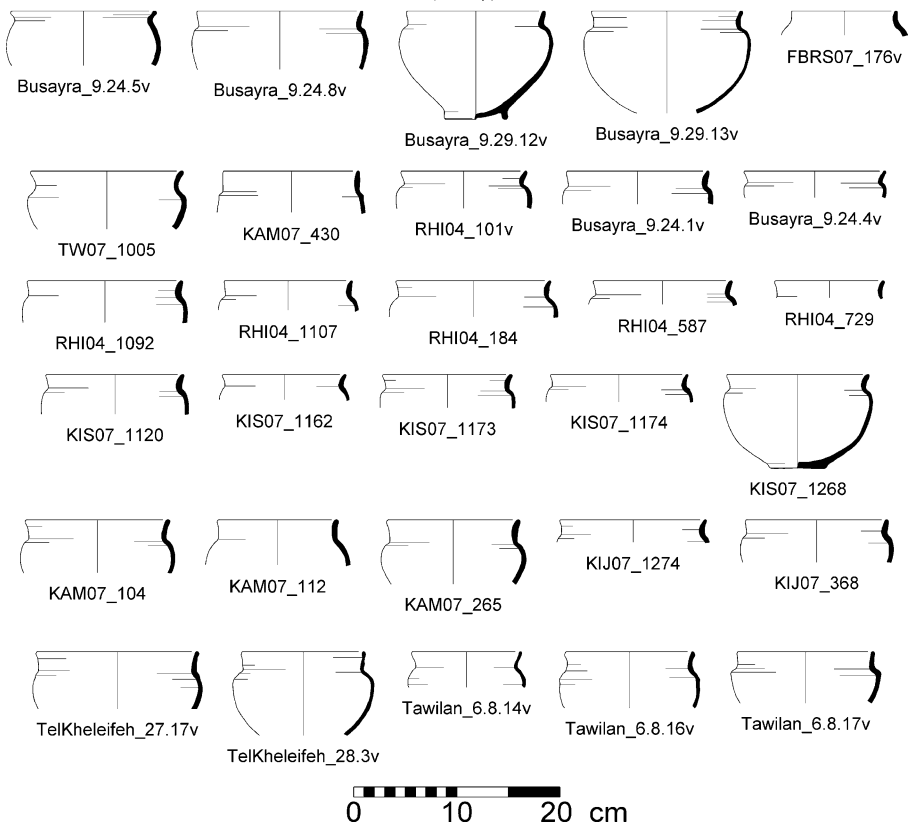 Busayra_9.24.5v
Busayra_9.24.8v
Busayra_9.29.12v
Busayra_9.29.13v
FBRS07_176v
TW07_1005
KAM07_430
RHI04_101v
Busayra_9.24.1v
Busayra_9.24.4v
RHI04_1092
RHI04_1107
RHI04_184
RHI04_587
RHI04_729
KIS07_1120
KIS07_1162
KIS07_1173
KIS07_1174
KIS07_1268
KAM07_104
KAM07_112
KAM07_265
KIJ07_1274
KIJ07_368
TelKheleifeh_27.17v
TelKheleifeh_28.3v
Tawilan_6.8.14v
Tawilan_6.8.16v
Tawilan_6.8.17v
0 10 20 cm